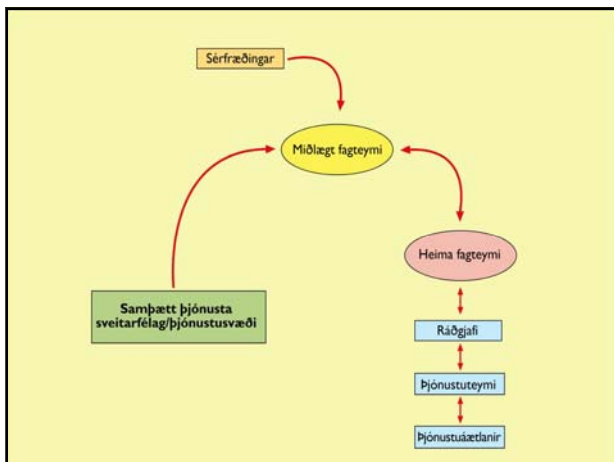 Sérfræðingar
Miðlægt fagteymi
Heima fagteymi
Samþætt þjónusta
sveitarfélag/þjónustusvæði
Ráðgjafi
Þjónustuteymi
Þjónustuáætlanir